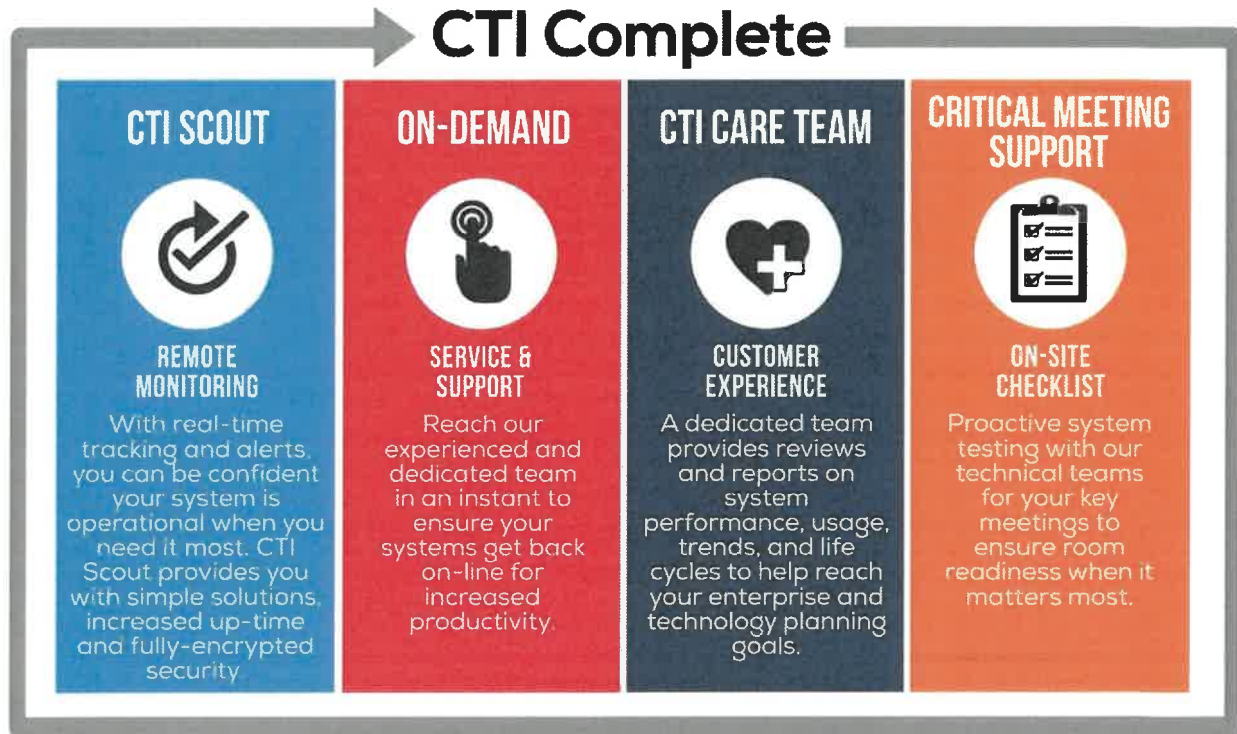 CTI Complete
CTI SCOUT
REMOTE
MONITORING
With real-time
tracking and alerts,
you can be confident
your system is
operational when you
need it most. CTI
Scout provides you
with simple solutions,
increased up-time
and fully-encrypted
security.
ON-DEMAND
SERVICE &
SUPPORT
Reach our
experienced and
dedicated team
in an instant to
ensure your
systems get back
on-line for
increased
productivity.
CTI CARE TEAM
CUSTOMER
EXPERIENCE
A dedicated team
provides reviews
and reports on
system
performance, usage,
trends, and life
cycles to help reach
your enterprise and
technology planning
goals.
CRITICAL MEETING
SUPPORT
ON-SITE
CHECKLIST
Proactive system
testing with our
technical teams
for your key
meetings to
ensure room
readiness when it
matters most.